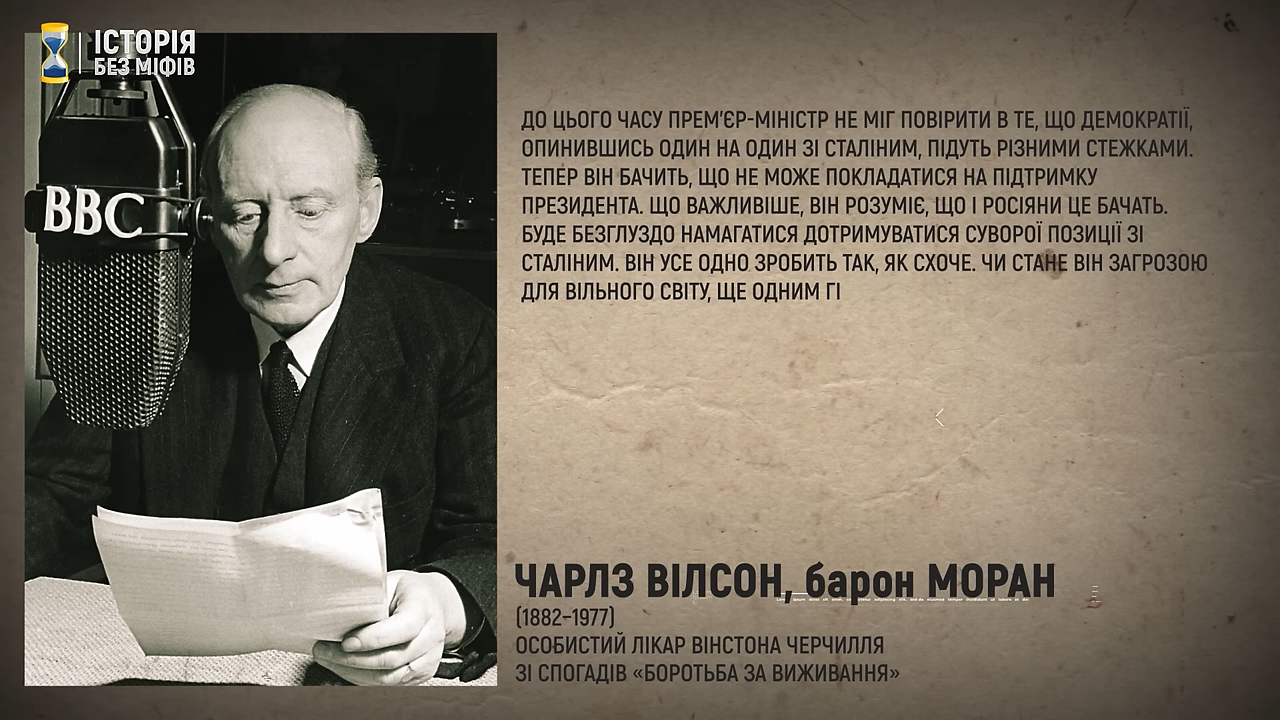 ІСТОРІЯ
БЕЗ МІФІВ
BBC
ДО ЦЬОГО ЧАСУ ПРЕМ'ЄР-МІНІСТР НЕ МІГ ПОВІРИТИ В ТЕ, ЩО ДЕМОКРАТІЇ,
ОПИНИВШИСЬ ОДИН НА ОДИН ЗІ СТАЛІНИМ, ПІДУТЬ РІЗНИМИ СТЕЖКАМИ.
ТЕПЕР ВІН БАЧИТЬ, ЩО НЕ МОЖЕ ПОКЛАДАТИСЯ НА ПІДТРИМКУ
ПРЕЗИДЕНТА. ЩО ВАЖЛИВІШЕ, ВІН РОЗУМІЄ, ЩО І РОСІЯНИ ЦЕ БАЧАТЬ.
БУДЕ БЕЗГЛУЗДО НАМАГАТИСЯ ДОТРИМУВАТИСЯ СУВОРОЇ ПОЗИЦІЇ ЗІ
СТАЛІНИМ. ВІН УСЕ ОДНО ЗРОБИТЬ ТАК, ЯК СХОЧЕ. ЧИ СТАНЕ ВІН ЗАГРОЗОЮ
ДЛЯ ВІЛЬНОГО СВІТУ, ЩЕ ОДНИМ ГІ
ЧАРЛЗ ВІЛСОН, барон МОРАН
(1882–1977)
ОСОБИСТИЙ ЛІКАР ВІНСТОНА ЧЕРЧИЛЛЯ
ЗІ СПОГАДІВ «БОРОТЬБА ЗА ВИЖИВАННЯ»